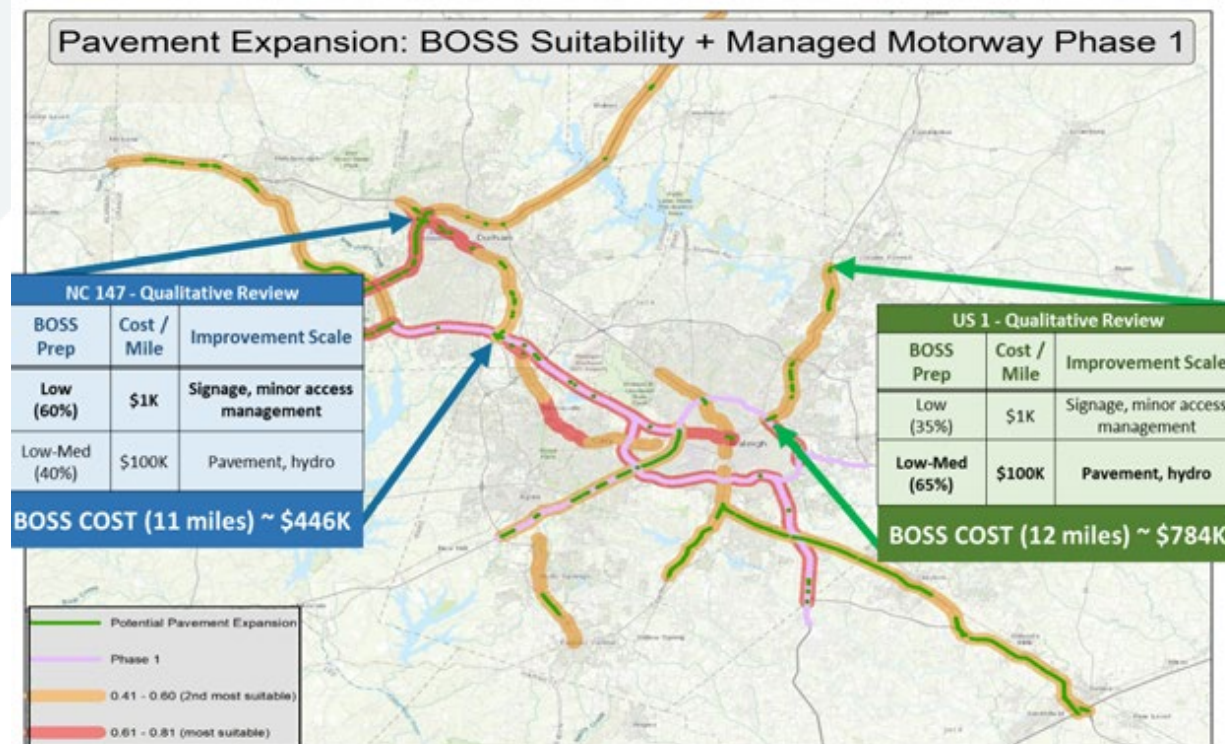 Pavement Expansion: BOSS Suitability + Managed Motorway Phase 1
Durham
NC 147 - Qualitative Review
BOSS Prep
Cost / Mile
Improvement Scale
Low (60%)
$1K
Signage, minor access management
Low-Med (40%)
$100K
Pavement, hydro
BOSS COST (11 miles) ~ $446K
US 1 - Qualitative Review
BOSS Prep
Cost / Mile
Improvement Scale
Low (35%)
$1K
Signage, minor access management
Low-Med (65%)
$100K
Pavement, hydro
BOSS COST (12 miles) ~ $784K
Potential Pavement Expansion
Phase 1
0.41 - 0.60 (2nd most suitable)
0.61 - 0.81 (most suitable)